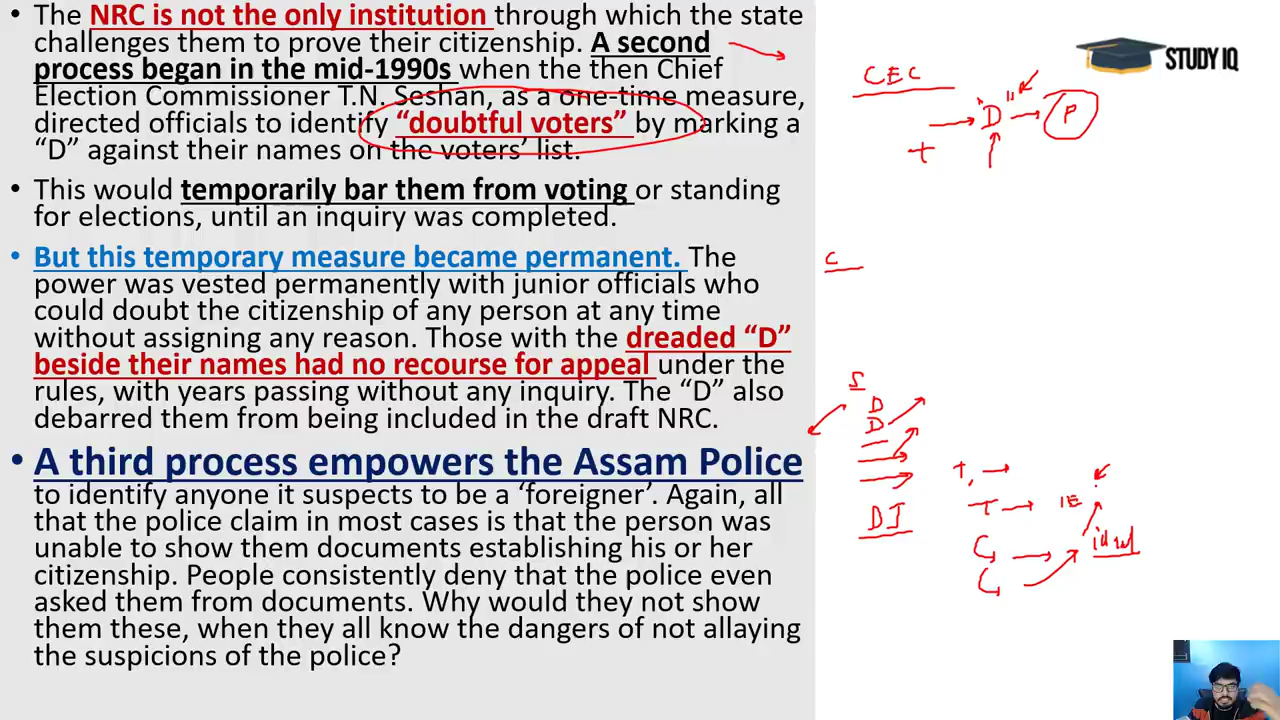 • The NRC is not the only institution through which the state
challenges them to prove their citizenship. A second
process began in the mid-1990s when the then Chief
Election Commissioner T.N. Seshan, as a one-time measure,
directed officials to identify “doubtful voters” by marking a
“D” against their names on the voters’ list.
• This would temporarily bar them from voting or standing
for elections, until an inquiry was completed.
• But this temporary measure became permanent. The
power was vested permanently with junior officials who
could doubt the citizenship of any person at any time
without assigning any reason. Those with the dreaded “D”
beside their names had no recourse for appeal under the
rules, with years passing without any inquiry. The “D” also
debarred them from being included in the draft NRC.
• A third process empowers the Assam Police
to identify anyone it suspects to be a ‘foreigner’. Again, all
that the police claim in most cases is that the person was
unable to show them documents establishing his or her
citizenship. People consistently deny that the police even
asked them from documents. Why would they not show
them these, when they all know the dangers of not allaying
the suspicions of the police?
STUDY IQ
CEC
"D"
P
C
S
D
D
DI